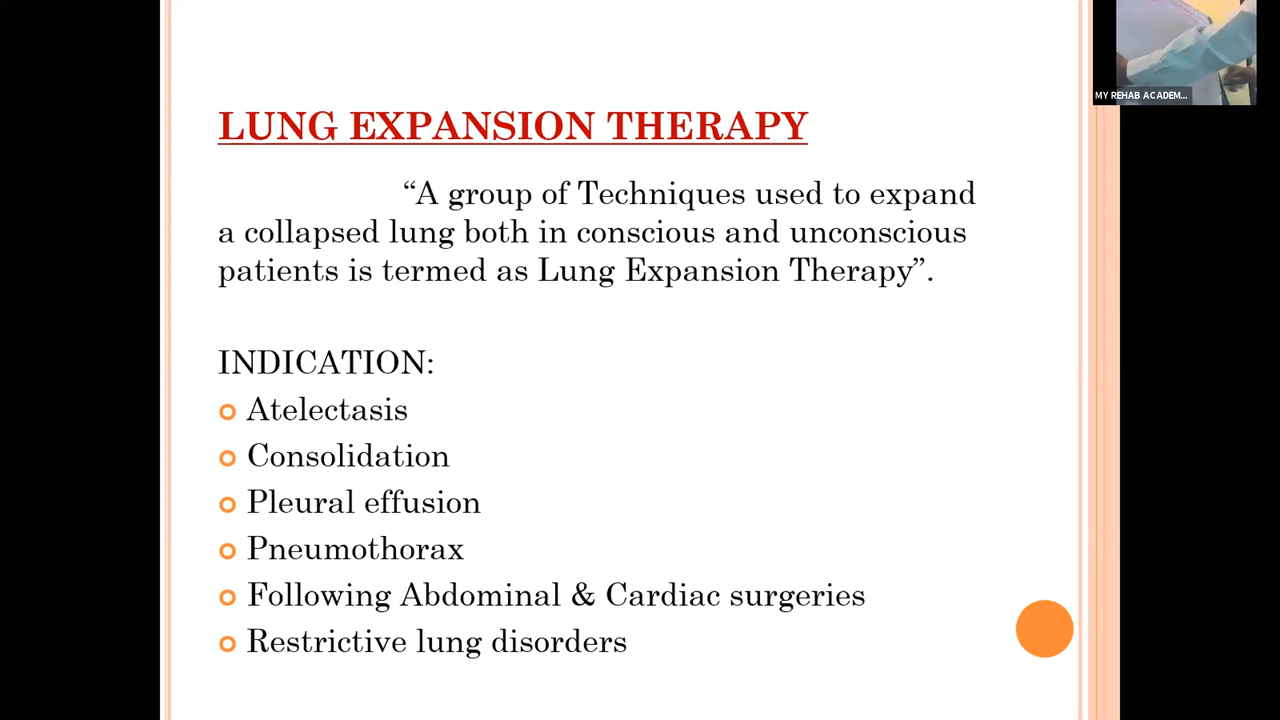 MY REHAB ACADEM...
LUNG EXPANSION THERAPY
“A group of Techniques used to expand
a collapsed lung both in conscious and unconscious
patients is termed as Lung Expansion Therapy”.
INDICATION:
Atelectasis
Consolidation
Pleural effusion
Pneumothorax
Following Abdominal & Cardiac surgeries
Restrictive lung disorders